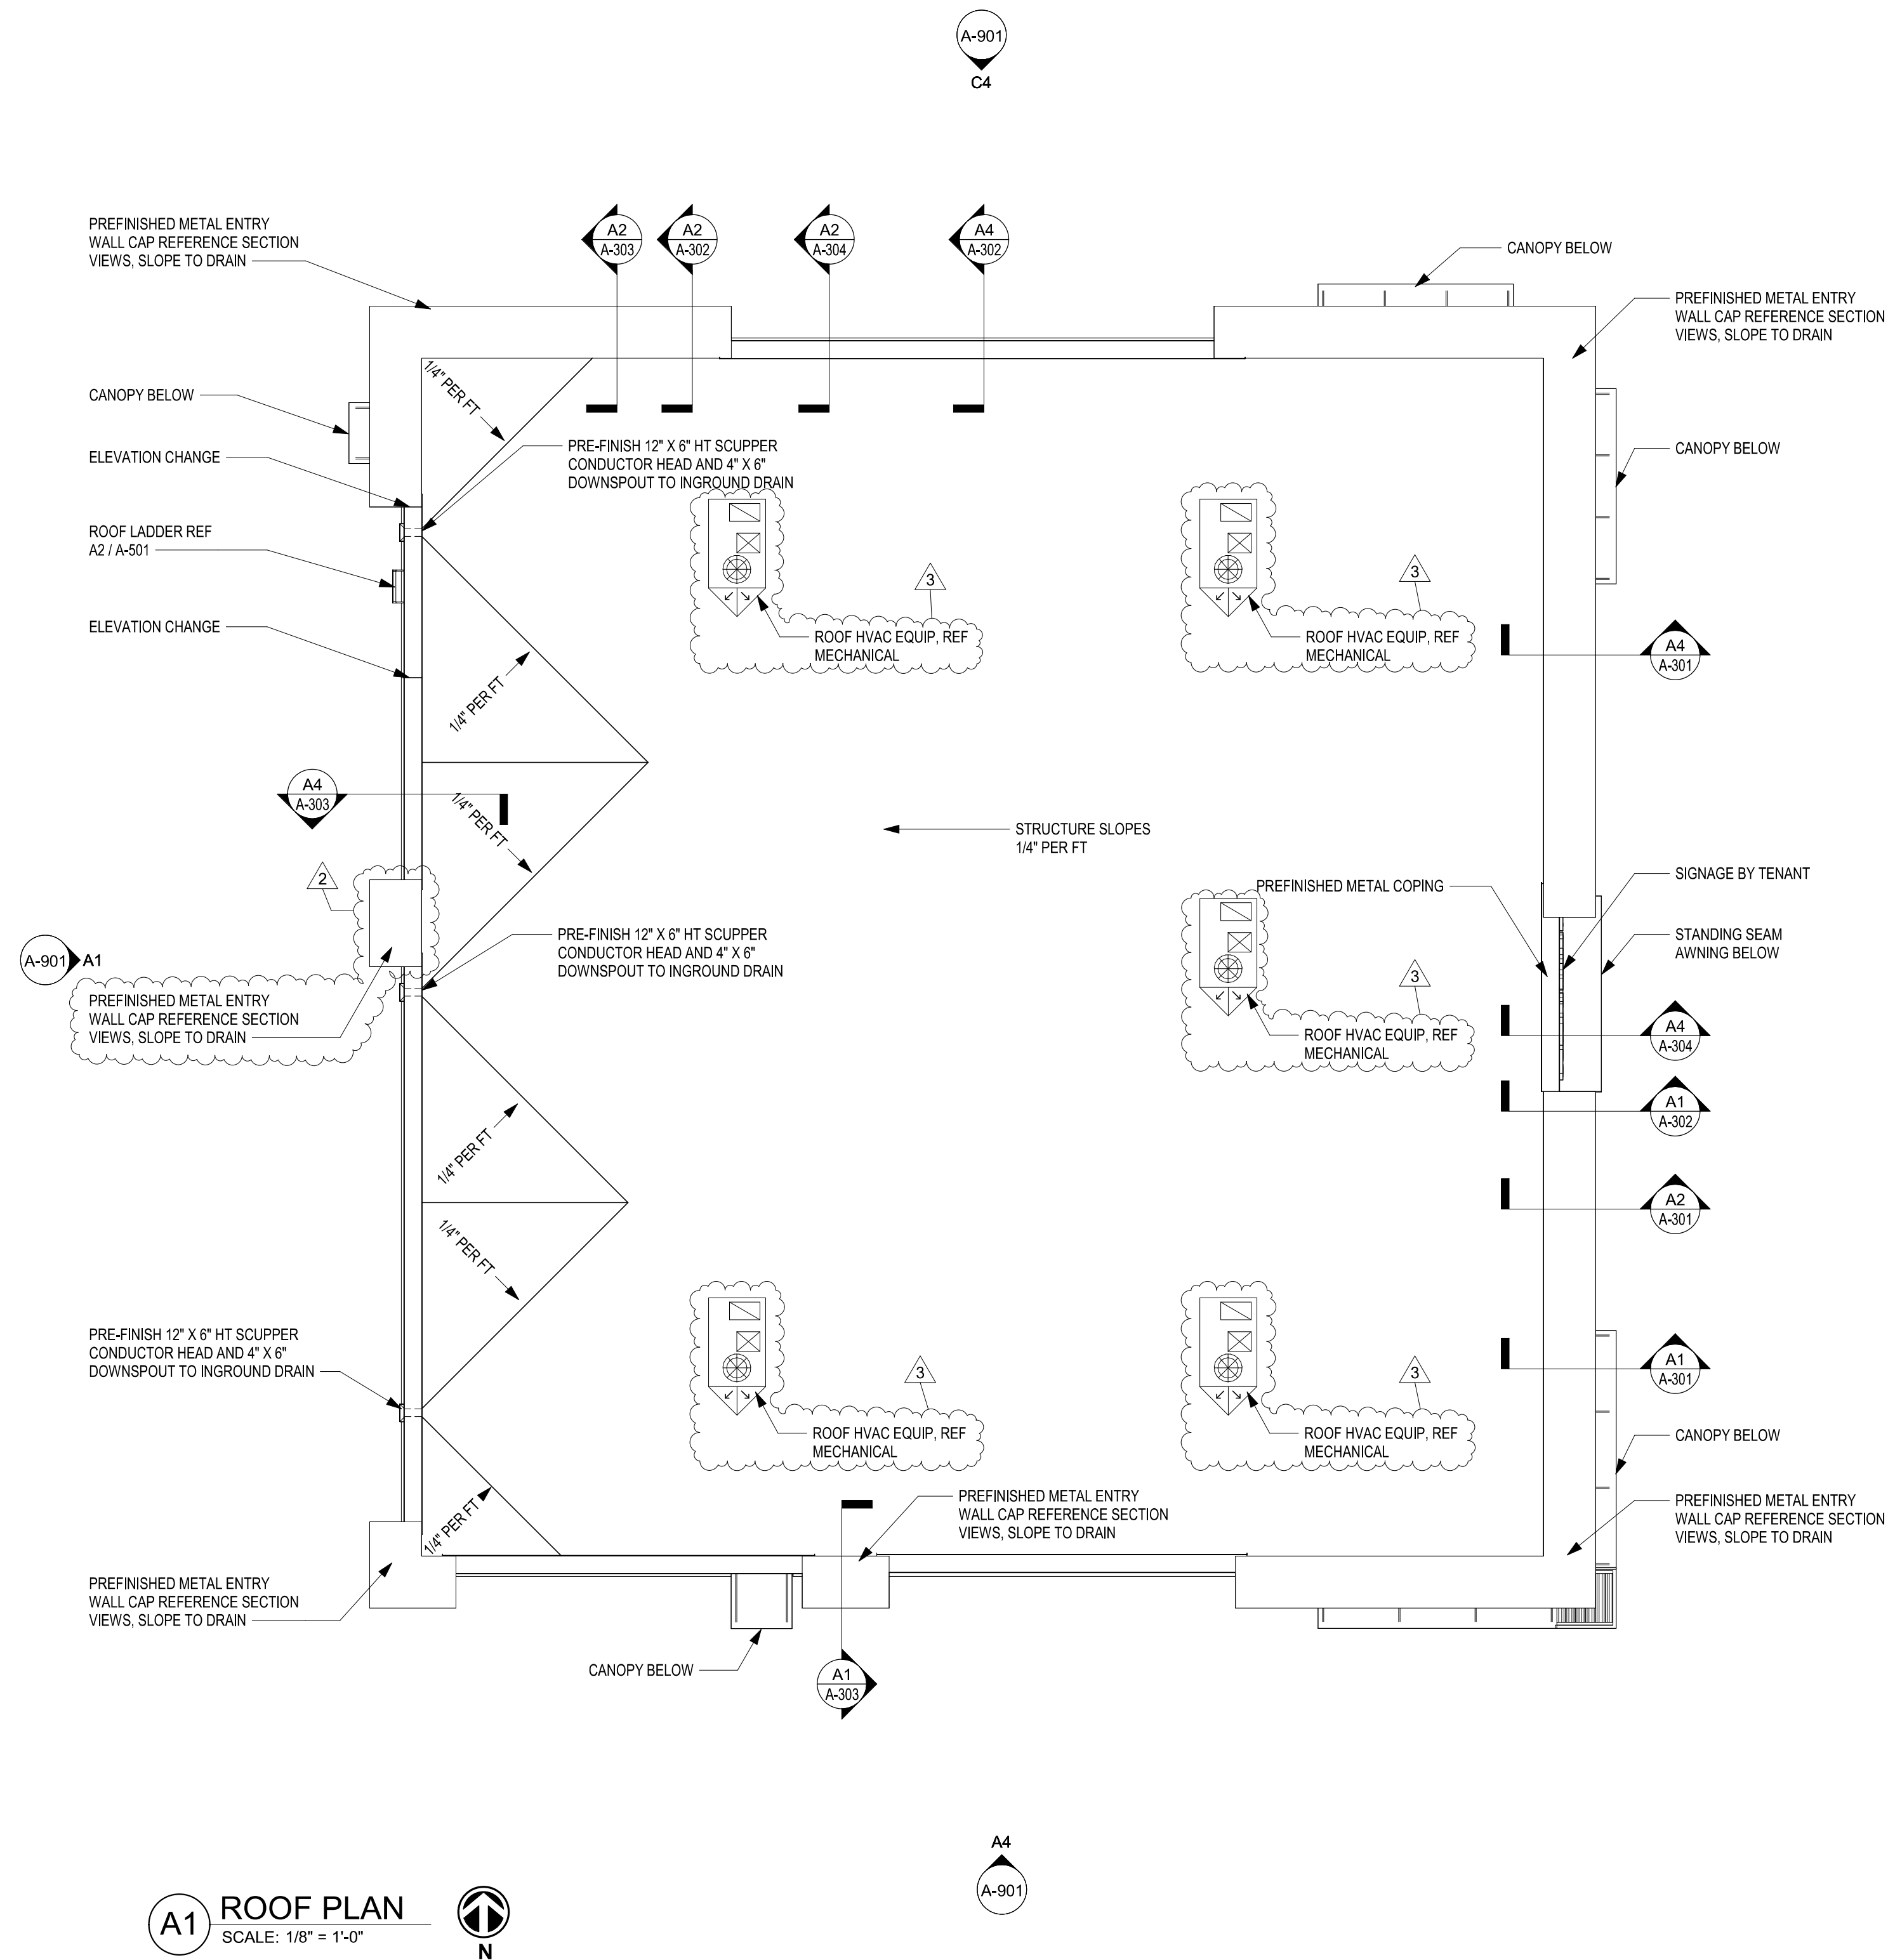 A-901
C4
PREFINISHED METAL ENTRY
WALL CAP REFERENCE SECTION
VIEWS, SLOPE TO DRAIN
A2
A-303
A2
A-302
A2
A-304
A4
A-302
CANOPY BELOW
PREFINISHED METAL ENTRY
WALL CAP REFERENCE SECTION
VIEWS, SLOPE TO DRAIN
CANOPY BELOW
1/4" PER FT
ELEVATION CHANGE
PRE-FINISH 12" X 6" HT SCUPPER
CONDUCTOR HEAD AND 4" X 6"
DOWNSPOUT TO INGROUND DRAIN
CANOPY BELOW
ROOF LADDER REF
A2 / A-501
3
3
ELEVATION CHANGE
ROOF HVAC EQUIP, REF
MECHANICAL
ROOF HVAC EQUIP, REF
MECHANICAL
A4
A-301
1/4" PER FT
A4
A-303
1/4" PER FT
STRUCTURE SLOPES
1/4" PER FT
2
PREFINISHED METAL COPING
SIGNAGE BY TENANT
A-901
A1
PRE-FINISH 12" X 6" HT SCUPPER
CONDUCTOR HEAD AND 4" X 6"
DOWNSPOUT TO INGROUND DRAIN
STANDING SEAM
AWNING BELOW
3
PREFINISHED METAL ENTRY
WALL CAP REFERENCE SECTION
VIEWS, SLOPE TO DRAIN
ROOF HVAC EQUIP, REF
MECHANICAL
A4
A-304
A1
A-302
1/4" PER FT
A2
A-301
1/4" PER FT
PRE-FINISH 12" X 6" HT SCUPPER
CONDUCTOR HEAD AND 4" X 6"
DOWNSPOUT TO INGROUND DRAIN
3
3
A1
A-301
ROOF HVAC EQUIP, REF
MECHANICAL
ROOF HVAC EQUIP, REF
MECHANICAL
CANOPY BELOW
1/4" PER FT
PREFINISHED METAL ENTRY
WALL CAP REFERENCE SECTION
VIEWS, SLOPE TO DRAIN
PREFINISHED METAL ENTRY
WALL CAP REFERENCE SECTION
VIEWS, SLOPE TO DRAIN
PREFINISHED METAL ENTRY
WALL CAP REFERENCE SECTION
VIEWS, SLOPE TO DRAIN
CANOPY BELOW
A1
A-303
A4
A-901
A1
ROOF PLAN
SCALE: 1/8" = 1'-0"
N